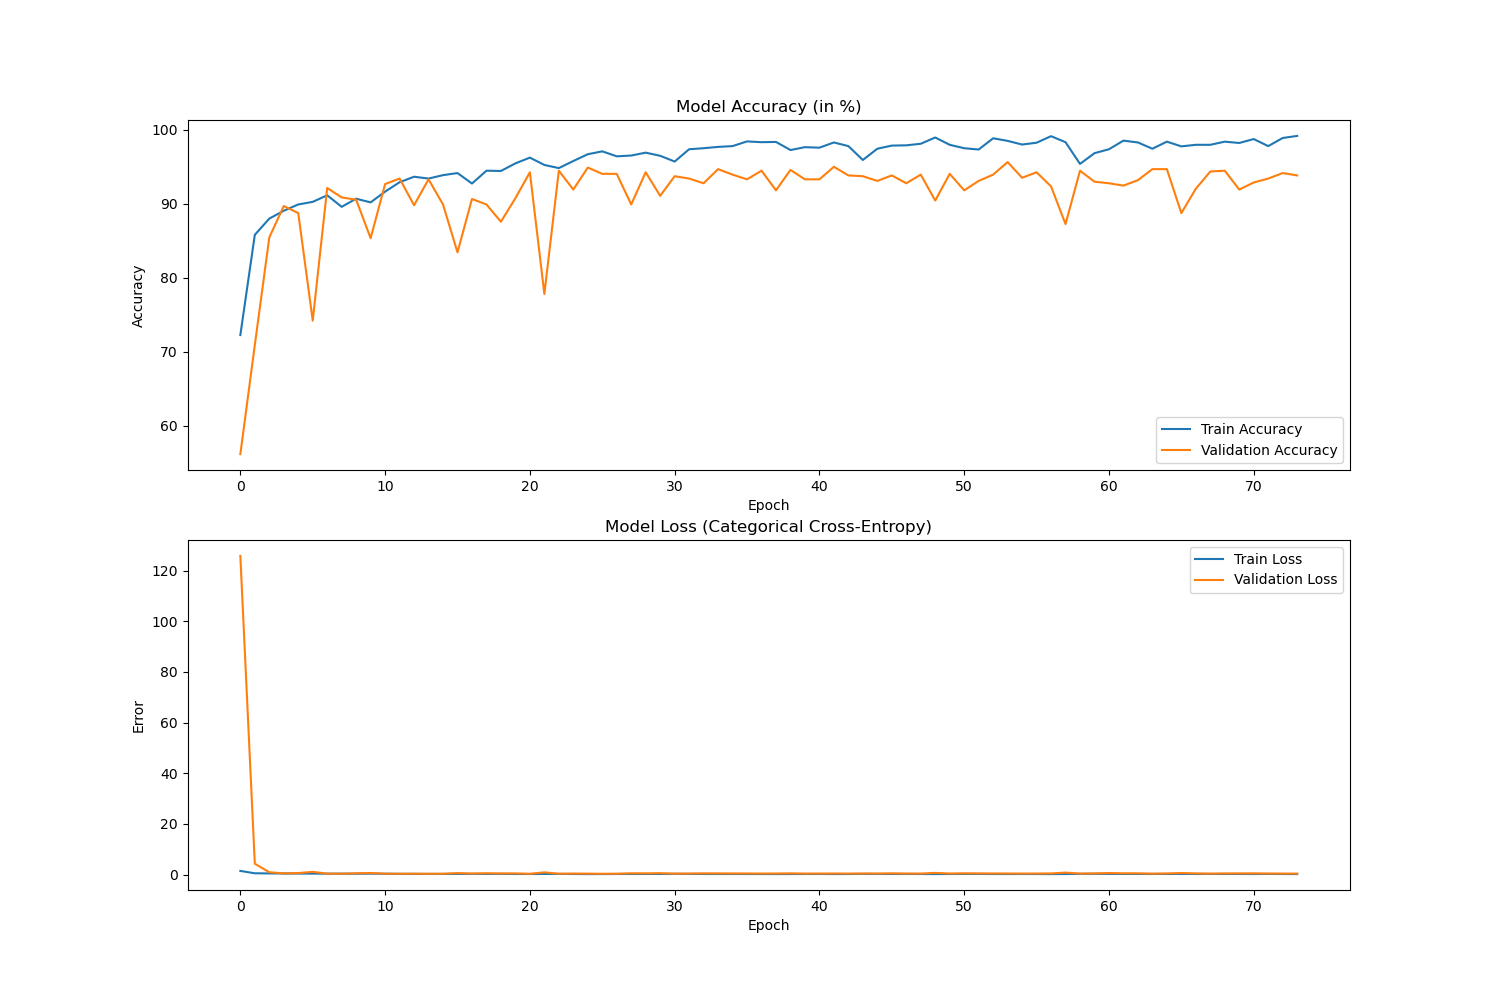 Model Accuracy (in %)
100
90
80
70
60
Accuracy
0 10 20 30 40 50 60 70
Epoch
Train Accuracy
Validation Accuracy
Model Loss (Categorical Cross-Entropy)
120
100
80
60
40
20
0
Error
0 10 20 30 40 50 60 70
Epoch
Train Loss
Validation Loss